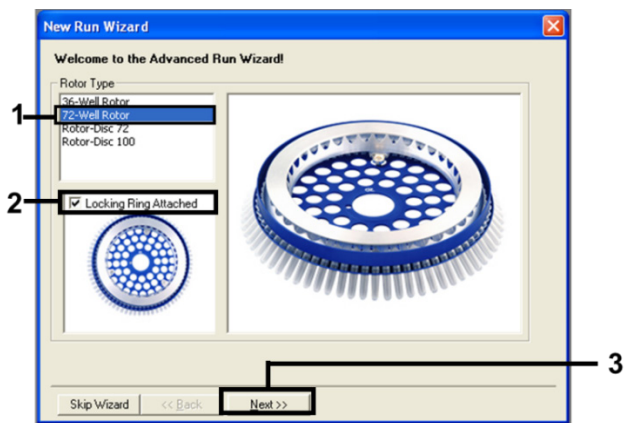 New Run Wizard
Welcome to the Advanced Run Wizard!
Rotor Type
36-Well Rotor
1
72-Well Rotor
Rotor-Disc 72
Rotor-Disc 100
2
Locking Ring Attached
3
Skip Wizard
<< Back
Next >>